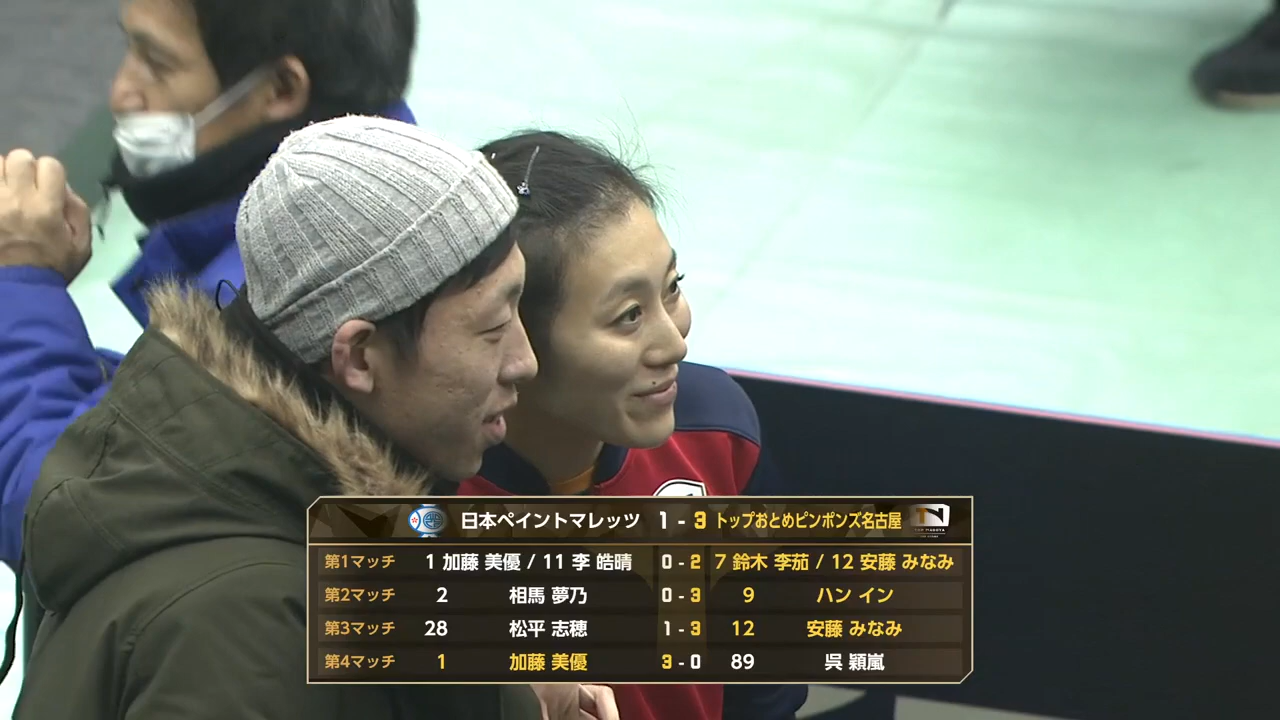 日本ペイントマレッツ 1 - 3 トップおとめピンポンズ名古屋 TN
第1マッチ 1 加藤 美優 / 11 李 皓晴 0 - 2 7 鈴木 李茄 / 12 安藤 みなみ
第2マッチ 2 相馬 夢乃 0 - 3 9 ハン イン
第3マッチ 28 松平 志穂 1 - 3 12 安藤 みなみ
第4マッチ 1 加藤 美優 3 - 0 89 呉 穎嵐